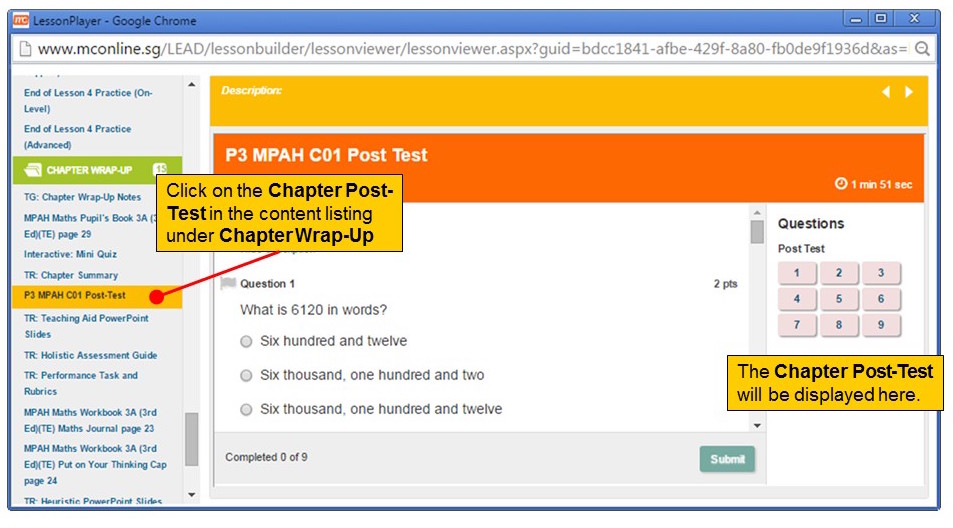 LessonPlayer - Google Chrome
www.mconline.sg/LEAD/lessonbuilder/lessonviewer/lessonviewer.aspx?guid=bdcc1841-afbe-429f-8a80-fb0de9f1936d&as=
End of Lesson 4 Practice (On-
Level)
End of Lesson 4 Practice
(Advanced)
CHAPTER WRAP-UP 15
TG: Chapter Wrap-Up Notes
MPAH Maths Pupil's Book 3A (3
Ed)(TE) page 29
Interactive: Mini Quiz
TR: Chapter Summary
P3 MPAH C01 Post-Test
TR: Teaching Aid PowerPoint
Slides
TR: Holistic Assessment Guide
TR: Performance Task and
Rubrics
MPAH Maths Workbook 3A (3rd
Ed)(TE) Maths Journal page 23
MPAH Maths Workbook 3A (3rd
Ed)(TE) Put on Your Thinking Cap
page 24
TR: Heuristic PowerPoint Slides
Click on the Chapter Post-
Test in the content listing
under Chapter Wrap-Up
Description:
P3 MPAH C01 Post Test
1 min 51 sec
Question 1 2 pts
What is 6120 in words?
Six hundred and twelve
Six thousand, one hundred and two
Six thousand, one hundred and twelve
Completed 0 of 9 Submit
Questions
Post Test
1 2 3
4 5 6
7 8 9
The Chapter Post-Test
will be displayed here.